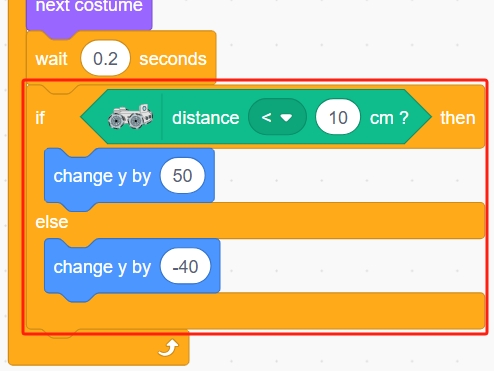 next costume
wait 0.2 seconds
if distance < 10 cm ? then
change y by 50
else
change y by -40